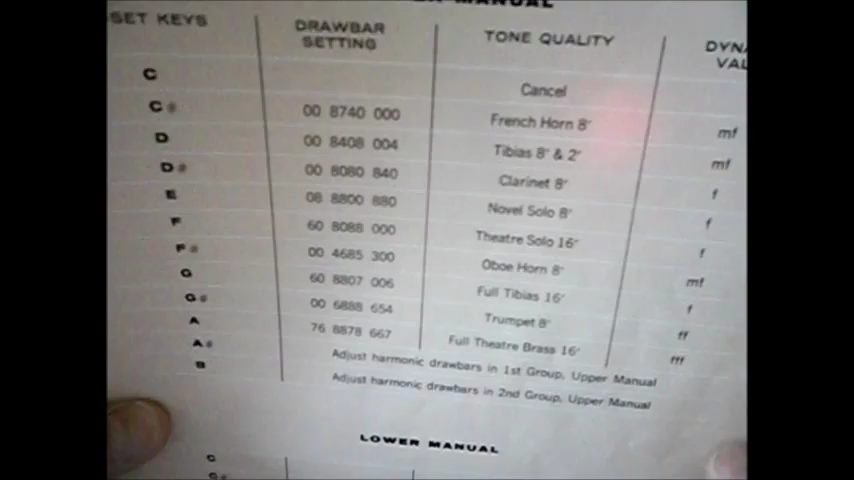 MANUAL
SET KEYS DRAWBAR SETTING TONE QUALITY DYNA VAL
C Cancel
C# 00 8740 000 French Horn 8' mf
D 00 8408 004 Tibias 8' & 2' mf
D# 00 8080 840 Clarinet 8' f
E 08 8800 880 Novel Solo 8' f
F 60 8088 000 Theatre Solo 16' f
F# 00 4685 300 Oboe Horn 8' mf
G 60 8807 006 Full Tibias 16' f
G# 00 6888 654 Trumpet 8' ff
A 76 8878 667 Full Theatre Brass 16' fff
A# Adjust harmonic drawbars in 1st Group, Upper Manual
B Adjust harmonic drawbars in 2nd Group, Upper Manual
LOWER MANUAL
C
C#